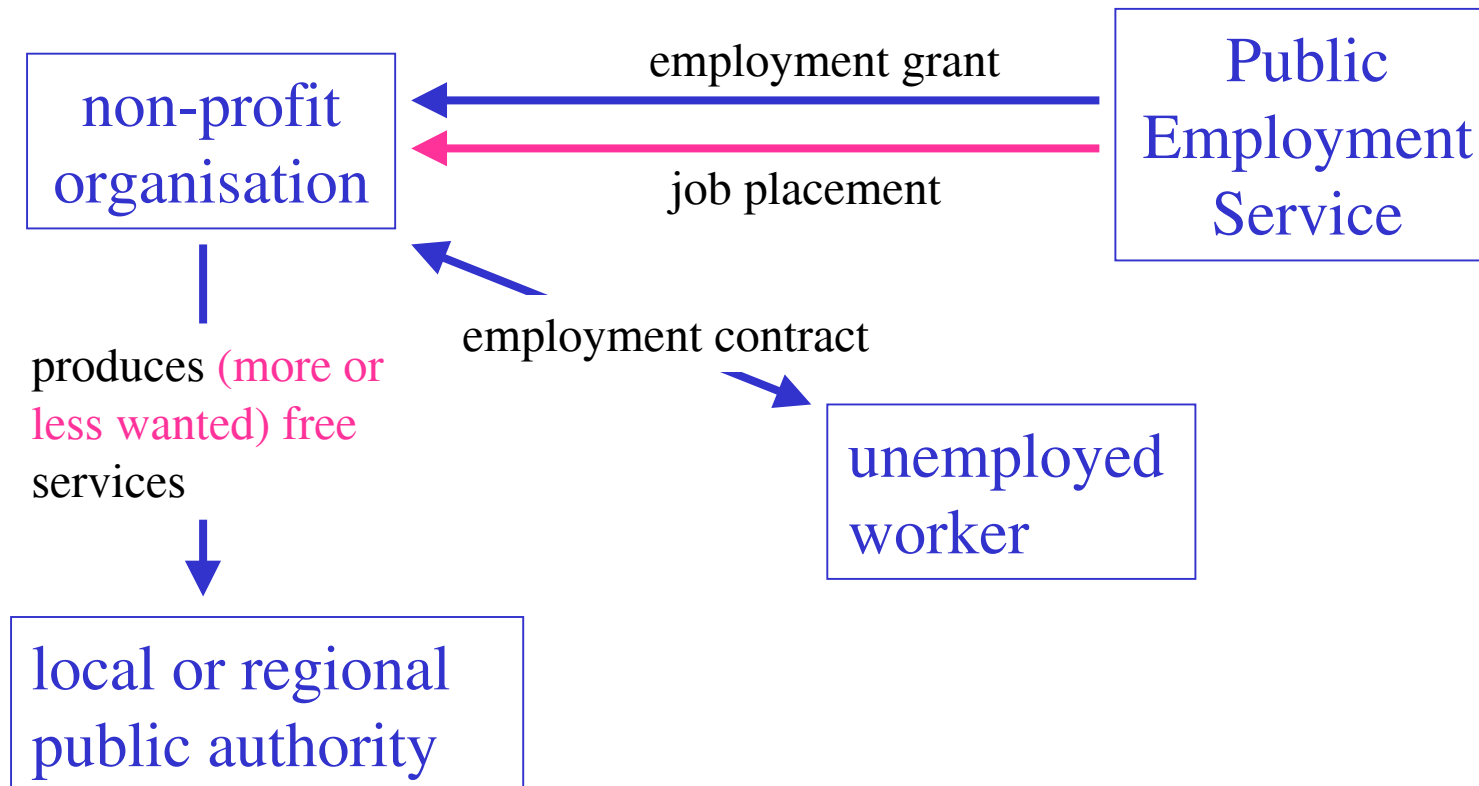 employment grant
non-profit
organisation
Public
Employment
Service
job placement
employment contract
produces (more or
less wanted) free
services
unemployed
worker
local or regional
public authority